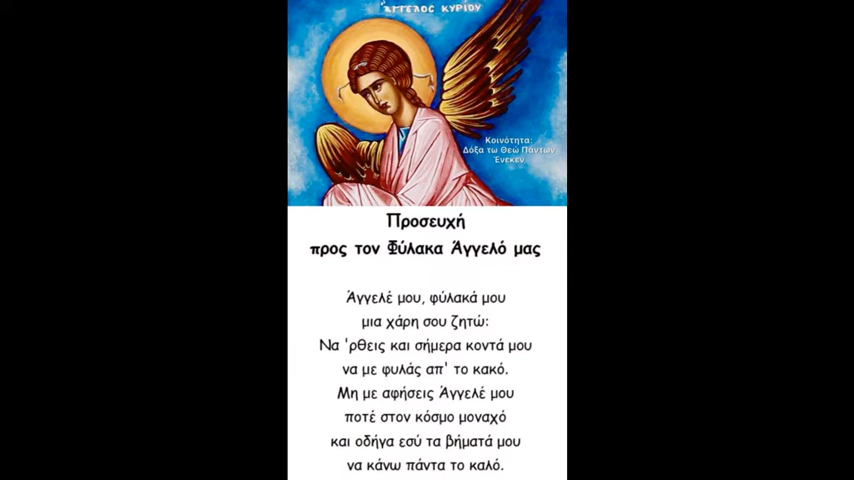 ἌΓΓΕΛΟC ΚΥΡΙΟΥ
Κοινότητα:
Δόξα τω Θεώ Πάντων
Ένεκεν
Προσευχή
προς τον Φύλακα Άγγελό μας
Άγγελέ μου, φύλακά μου
μια χάρη σου ζητώ:
Να 'ρθεις και σήμερα κοντά μου
να με φυλάς απ' το κακό.
Μη με αφήσεις Άγγελέ μου
ποτέ στον κόσμο μοναχό
και οδήγα εσύ τα βήματά μου
να κάνω πάντα το καλό.